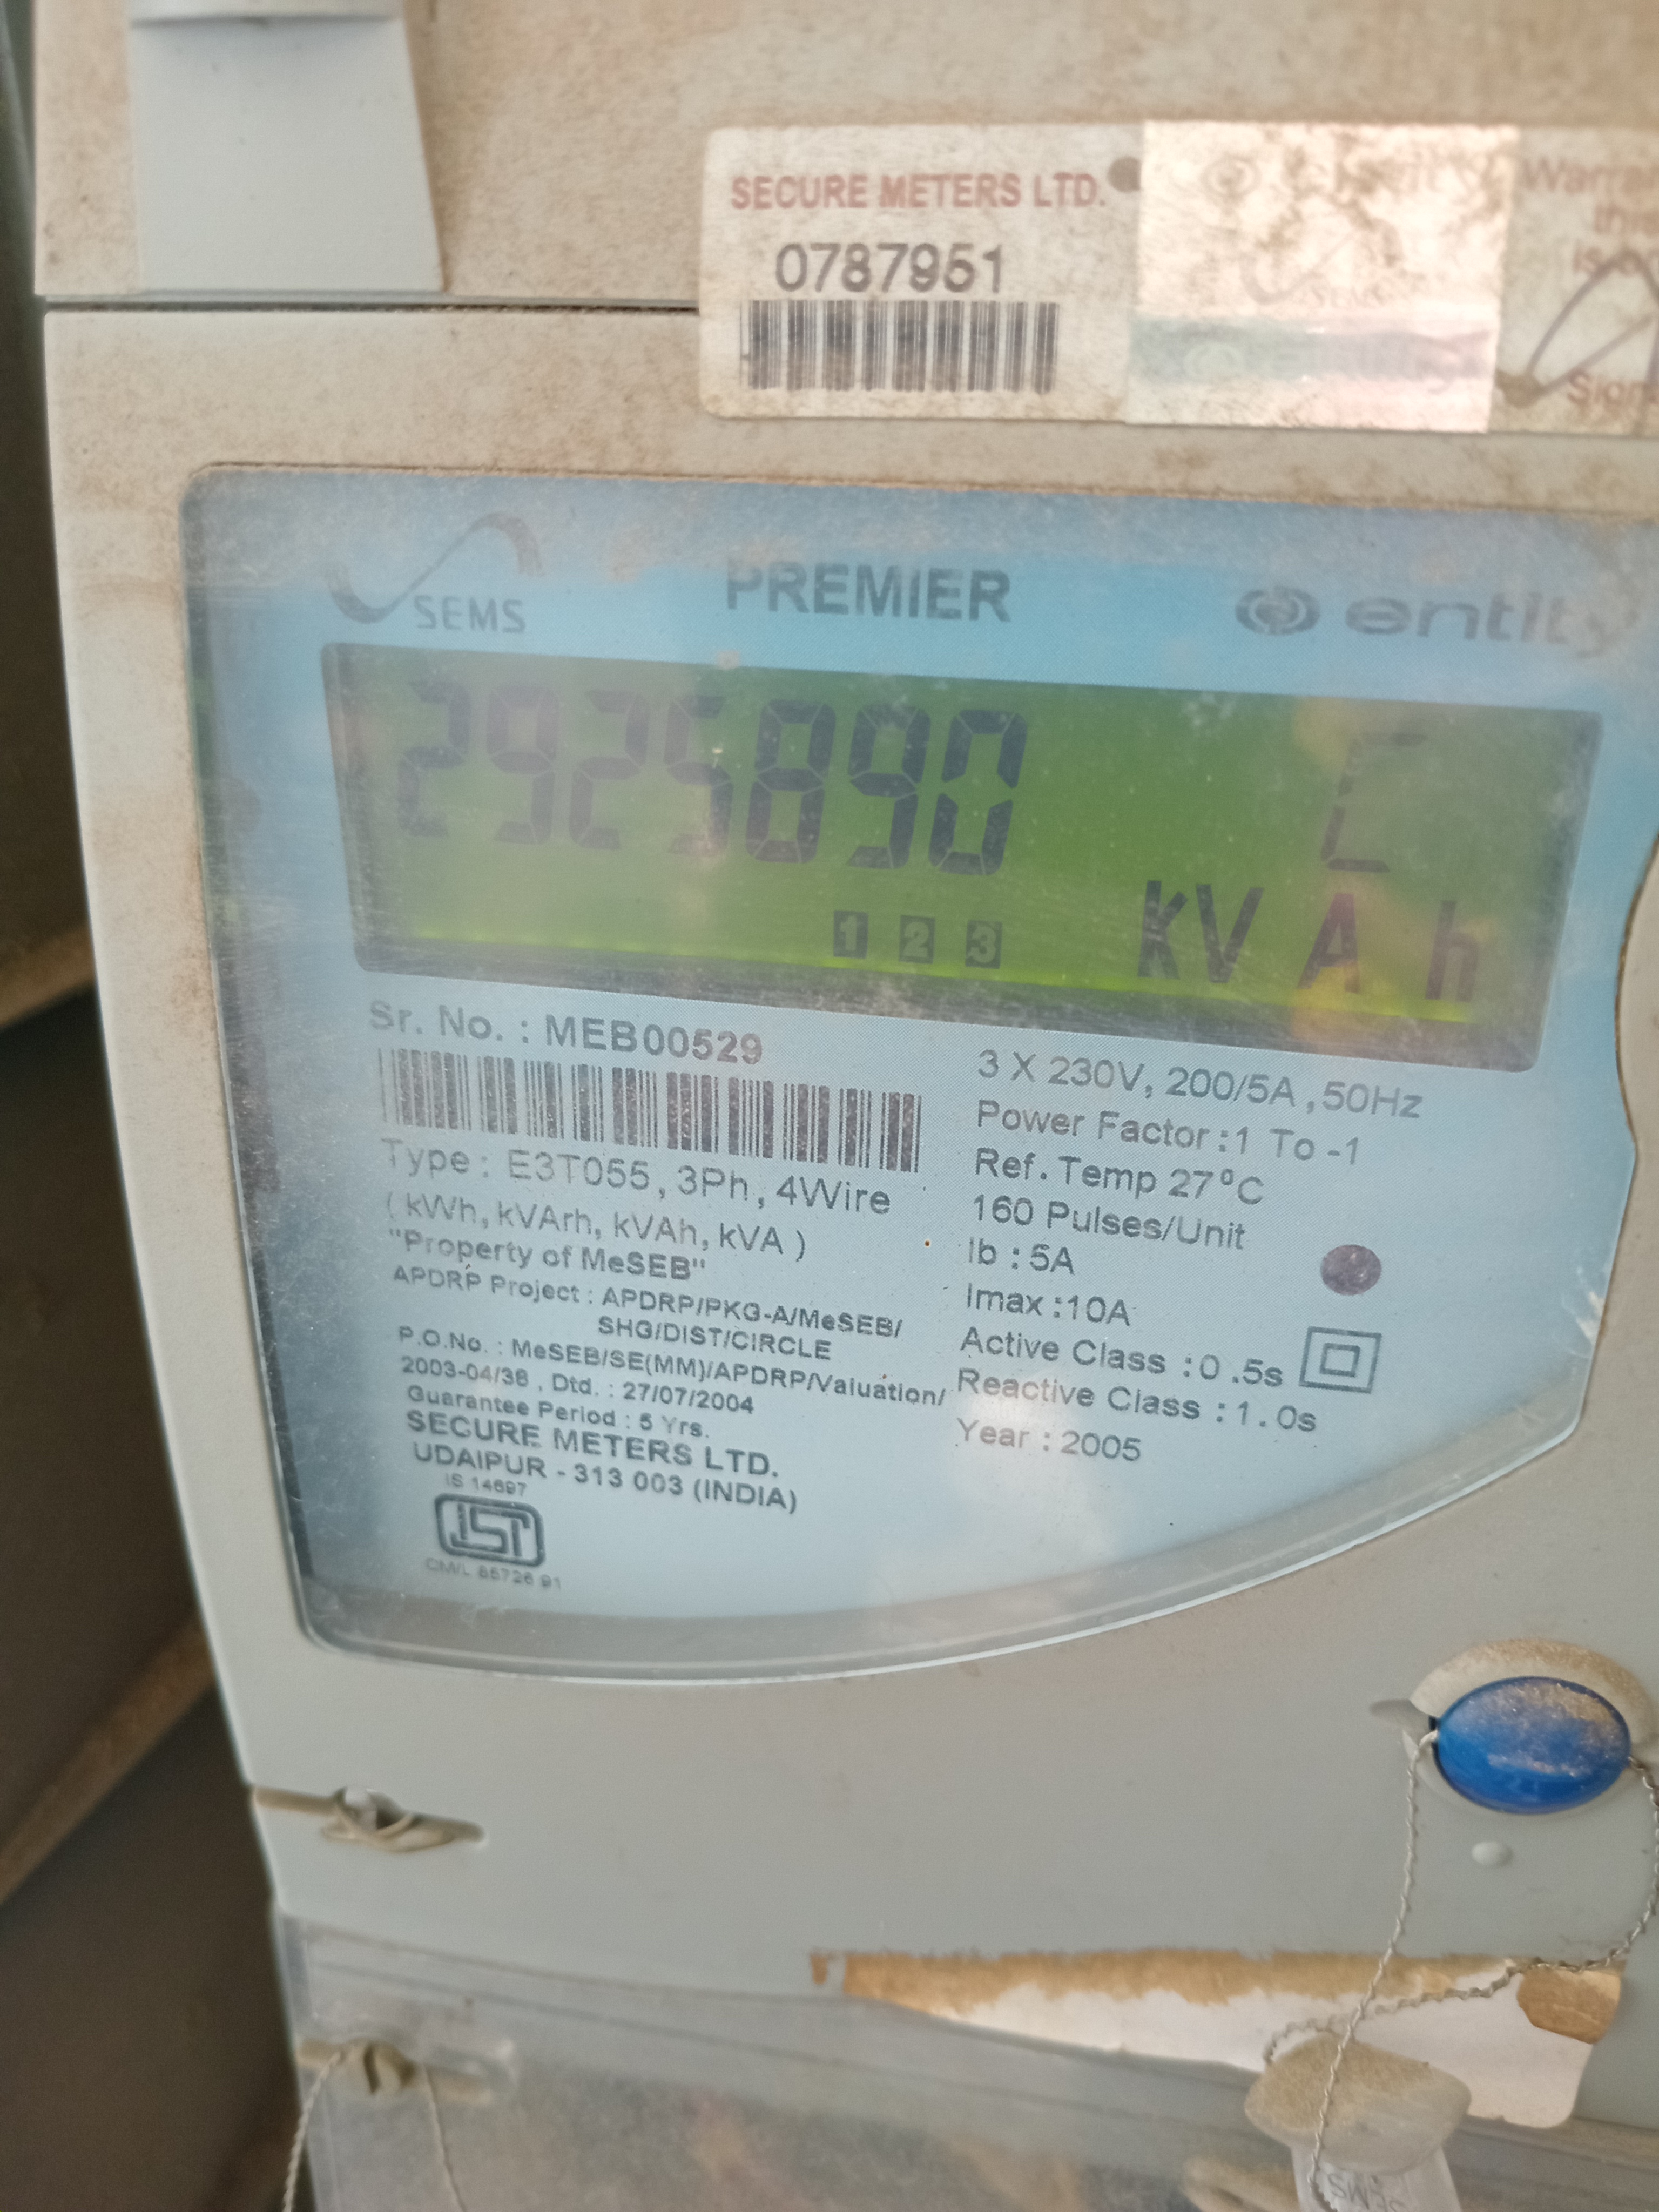 SECURE METERS LTD.
0787951
SEMS
PREMIER
entity
2925890 C
1 2 3 kVAh
Sr. No. : MEB00529
Type : E3T055, 3Ph, 4Wire
( kWh, kVArh, kVAh, kVA )
"Property of MeSEB"
APDRP Project : APDRP/PKG-A/MeSEB/
SHG/DIST/CIRCLE
P.O.No. : MeSEB/SE(MM)/APDRP/Valuation/
2003-04/38 , Dtd. : 27/07/2004
Guarantee Period : 5 Yrs.
SECURE METERS LTD.
UDAIPUR - 313 003 (INDIA)
IS 14697
ISI
3 X 230V, 200/5A ,50Hz
Power Factor :1 To -1
Ref. Temp 27°C
160 Pulses/Unit
Ib : 5A
Imax :10A
Active Class :0 .5s
Reactive Class :1.0s
Year : 2005